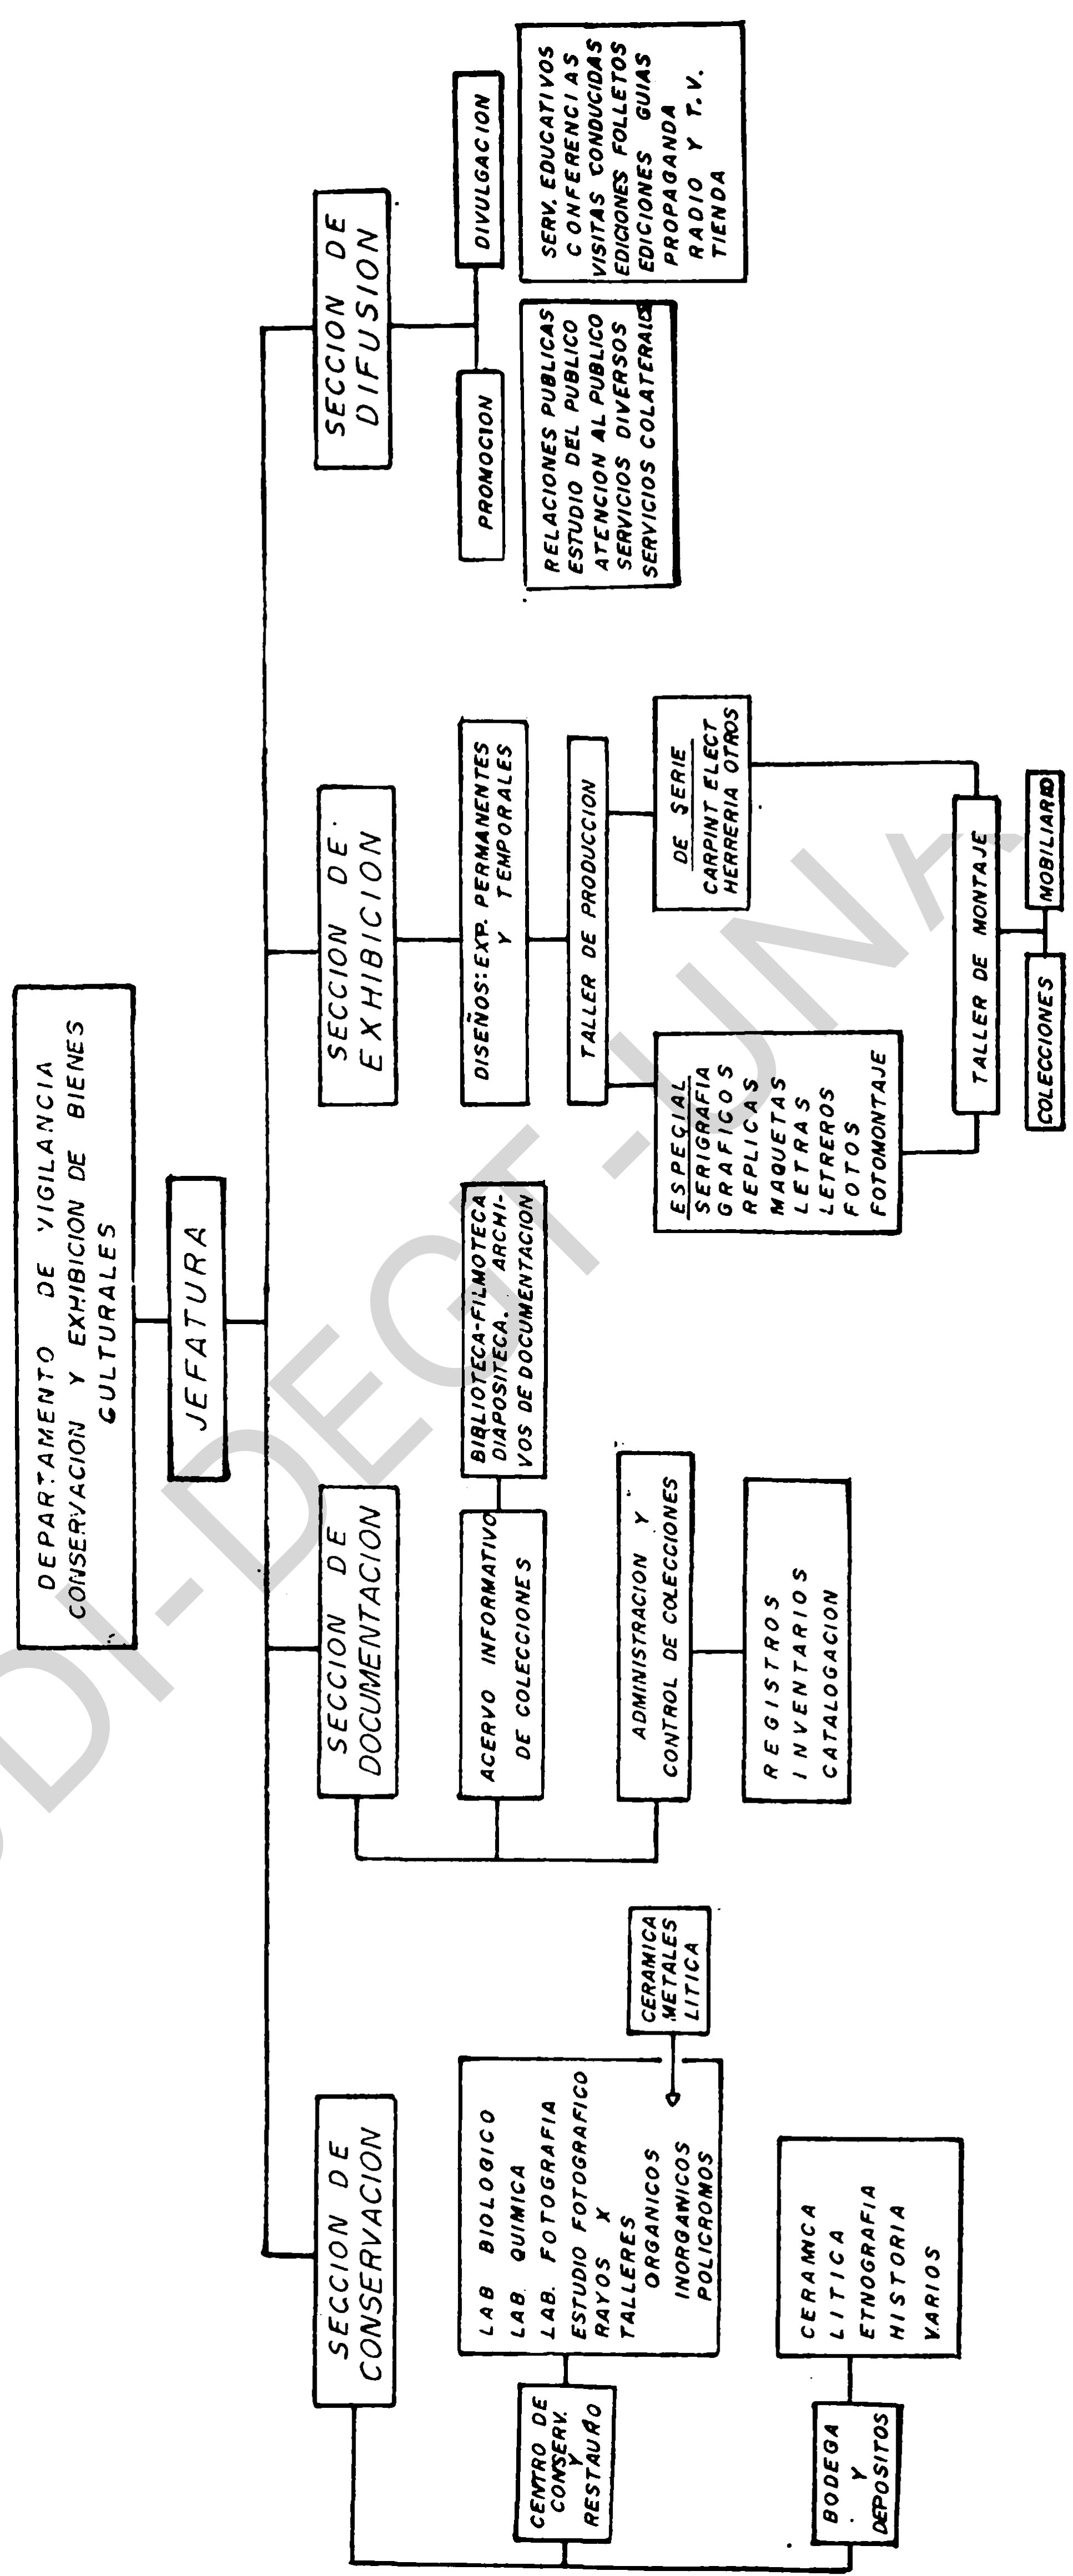 DEPARTAMENTO DE VIGILANCIA
CONSERVACION Y EXHIBICION DE BIENES
CULTURALES
JEFATURA
SECCION DE
CONSERVACION
CENTRO DE
CONSERV.
Y
RESTAURO
LAB BIOLOGICO
LAB. QUIMICA
LAB. FOTOGRAFIA
ESTUDIO FOTOGRAFICO
RAYOS X
TALLERES
ORGANICOS
INORGANICOS
POLICROMOS
CERAMICA
METALES
LITICA
BODEGA
Y
DEPOSITOS
CERAMICA
LITICA
ETNOGRAFIA
HISTORIA
VARIOS
SECCION DE
DOCUMENTACION
ACERVO INFORMATIVO
DE COLECCIONES
BIBLIOTECA-FILMOTECA
DIAPOSITECA. ARCHI-
VOS DE DOCUMENTACION
ADMINISTRACION Y
CONTROL DE COLECCIONES
REGISTROS
INVENTARIOS
CATALOGACION
SECCION DE
EXHIBICION
DISEÑOS: EXP. PERMANENTES
Y TEMPORALES
TALLER DE PRODUCCION
ESPECIAL
SERIGRAFIA
GRAFICOS
REPLICAS
MAQUETAS
LETRAS
LETREROS
FOTOS
FOTOMONTAJE
DE SERIE
CARPINT ELECT
HERRERIA OTROS
TALLER DE MONTAJE
COLECCIONES
MOBILIARIO
SECCION DE
DIFUSION
PROMOCION
RELACIONES PUBLICAS
ESTUDIO DEL PUBLICO
ATENCION AL PUBLICO
SERVICIOS DIVERSOS
SERVICIOS COLATERALES
DIVULGACION
SERV. EDUCATIVOS
CONFERENCIAS
VISITAS CONDUCIDAS
EDICIONES FOLLETOS
EDICIONES GUIAS
PROPAGANDA
RADIO Y T.V.
TIENDA
DI-DEGT-UNA